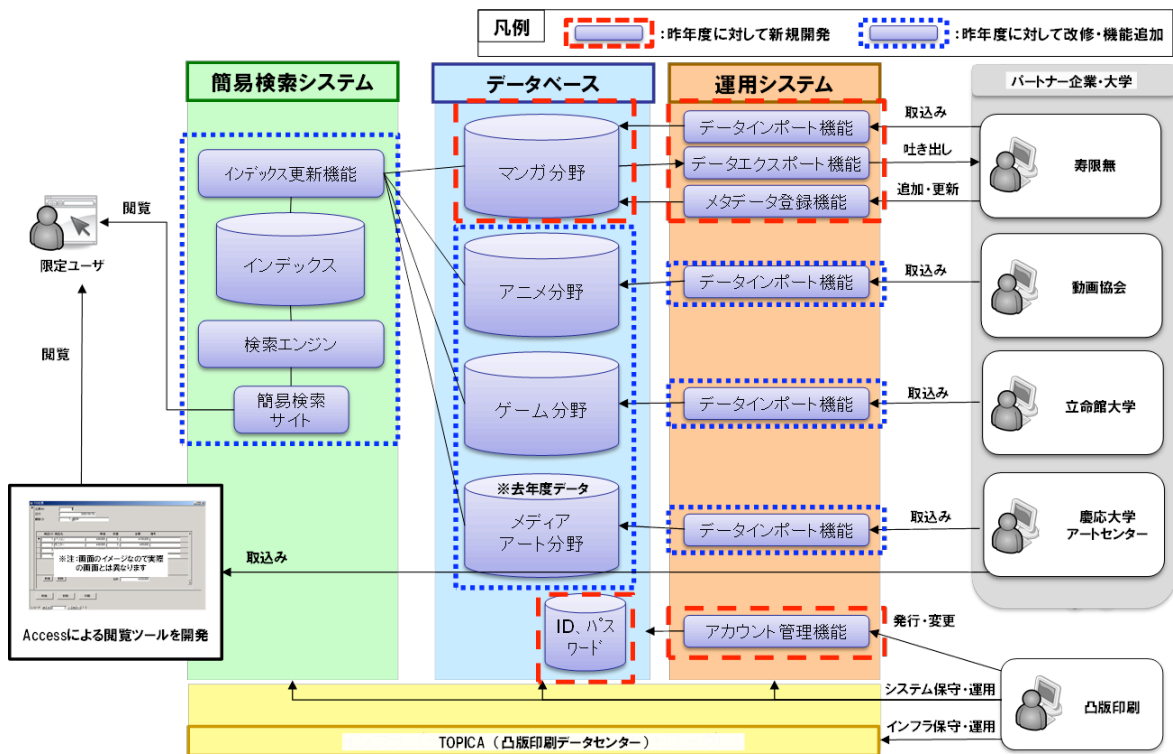 凡例
:昨年度に対して新規開発
:昨年度に対して改修・機能追加
簡易検索システム
データベース
運用システム
パートナー企業・大学
インデックス更新機能
インデックス
検索エンジン
簡易検索
サイト
閲覧
限定ユーザ
閲覧
マンガ分野
アニメ分野
ゲーム分野
※去年度データ
メディア
アート分野
ID、パス
ワード
データインポート機能
データエクスポート機能
メタデータ登録機能
データインポート機能
データインポート機能
データインポート機能
アカウント管理機能
取込み
吐き出し
追加・更新
取込み
取込み
取込み
取込み
発行・変更
システム保守・運用
インフラ保守・運用
寿限無
動画協会
立命館大学
慶応大学
アートセンター
凸版印刷
※注:画面のイメージなので実際
の画面とは異なります
Accessによる閲覧ツールを開発
TOPICA(凸版印刷データセンター)